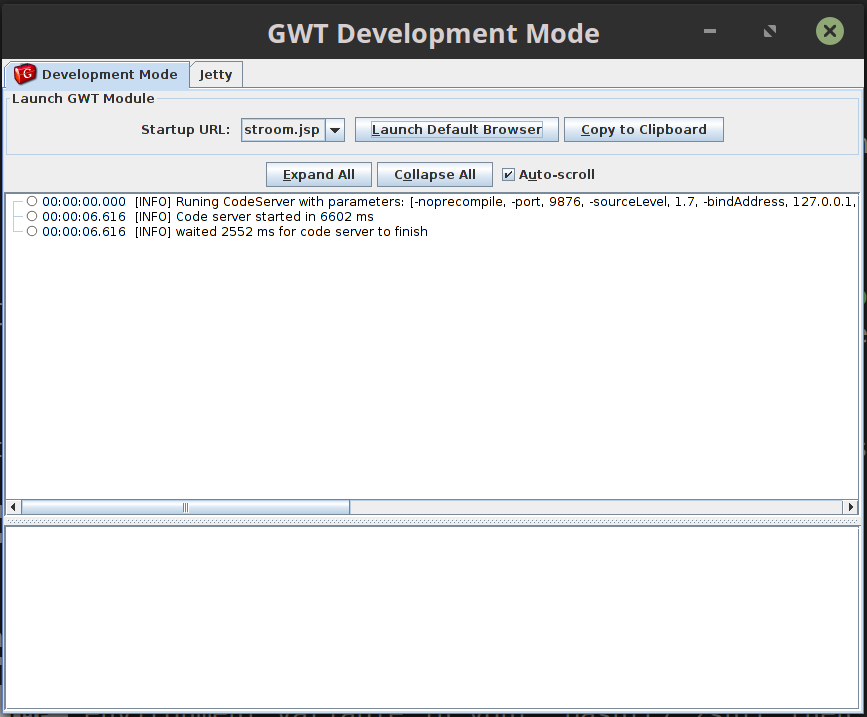 GWT Development Mode
Development Mode Jetty
Launch GWT Module
Startup URL: stroom.jsp Launch Default Browser Copy to Clipboard
Expand All Collapse All Auto-scroll
00:00:00.000 [INFO] Runing CodeServer with parameters: [-noprecompile, -port, 9876, -sourceLevel, 1.7, -bindAddress, 127.0.0.1,
00:00:06.616 [INFO] Code server started in 6602 ms
00:00:06.616 [INFO] waited 2552 ms for code server to finish